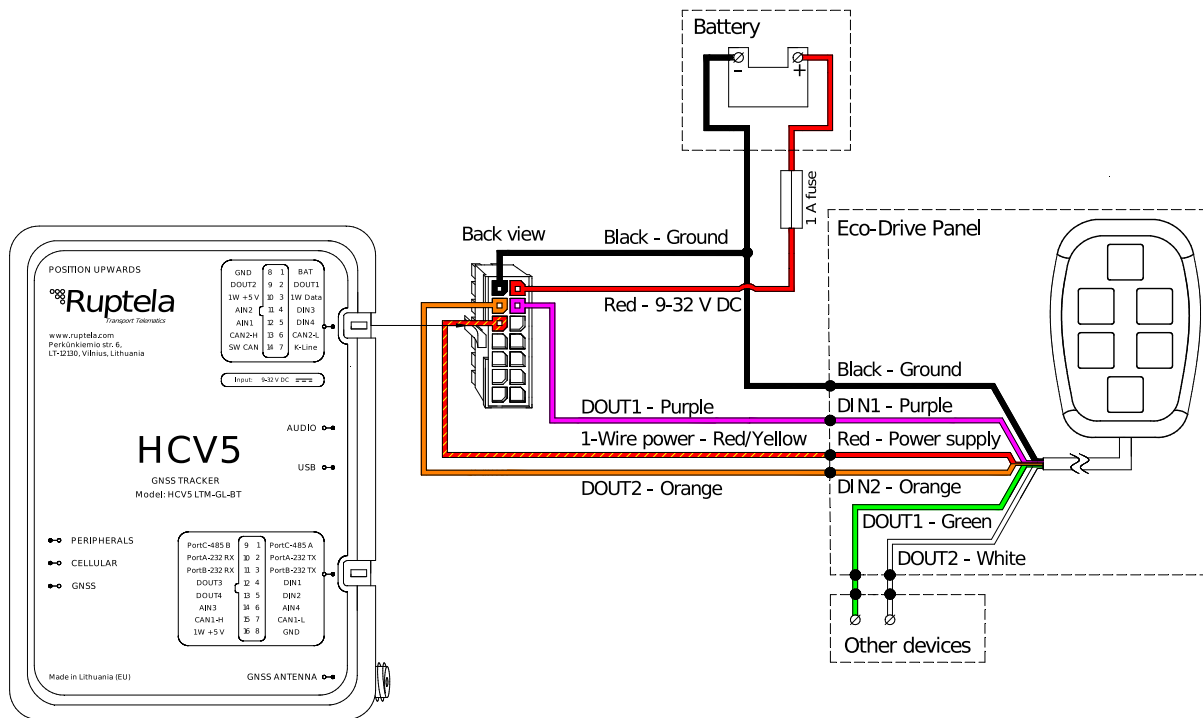 Battery
-
+
1 A fuse
Eco-Drive Panel
Back view
Black - Ground
Red - 9-32 V DC
POSITION UPWARDS
Ruptela
Transport Telematics
www.ruptela.com
Perkūnkiemio str. 6,
LT-12130, Vilnius, Lithuania
GND 8 1 BAT
DOUT2 9 2 DOUT1
1W +5 V 10 3 1W Data
AIN2 11 4 DIN3
AIN1 12 5 DIN4
CAN2-H 13 6 CAN2-L
SW CAN 14 7 K-Line
Input: 9-32 V DC
AUDIO
HCV5
USB
GNSS TRACKER
Model: HCV5 LTM-GL-BT
PERIPHERALS
CELLULAR
GNSS
PortC-485 B 9 1 PortC-485 A
PortA-232 RX 10 2 PortA-232 TX
PortB-232 RX 11 3 PortB-232 TX
DOUT3 12 4 DIN1
DOUT4 13 5 DIN2
AIN3 14 6 AIN4
CAN1-H 15 7 CAN1-L
1W +5 V 16 8 GND
Made in Lithuania (EU)
GNSS ANTENNA
Black - Ground
DOUT1 - Purple
DIN1 - Purple
1-Wire power - Red/Yellow
Red - Power supply
DOUT2 - Orange
DIN2 - Orange
DOUT1 - Green
DOUT2 - White
Other devices